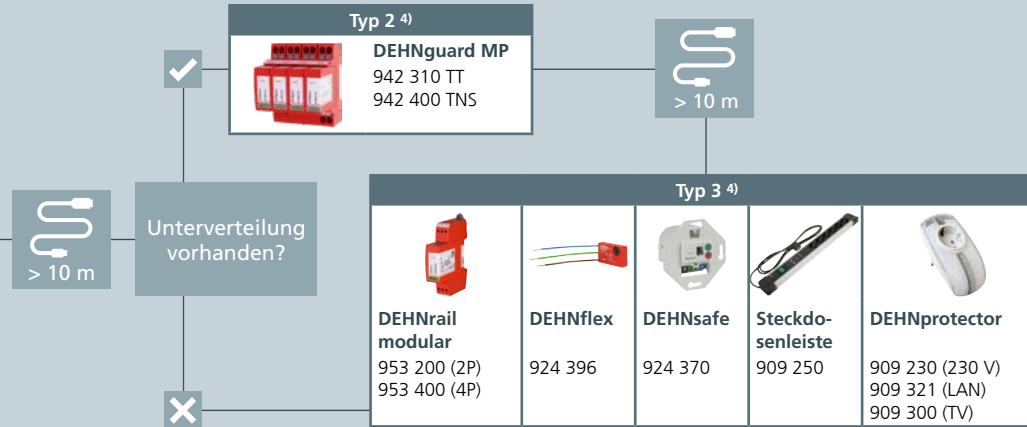 Typ 2 4)
DEHNguard MP
942 310 TT
942 400 TNS
> 10 m
> 10 m
Unterverteilung
vorhanden?
Typ 3 4)
DEHNrail
modular
953 200 (2P)
953 400 (4P)
DEHNflex
924 396
DEHNsafe
924 370
Steckdo-
senleiste
909 250
DEHNprotector
909 230 (230 V)
909 321 (LAN)
909 300 (TV)